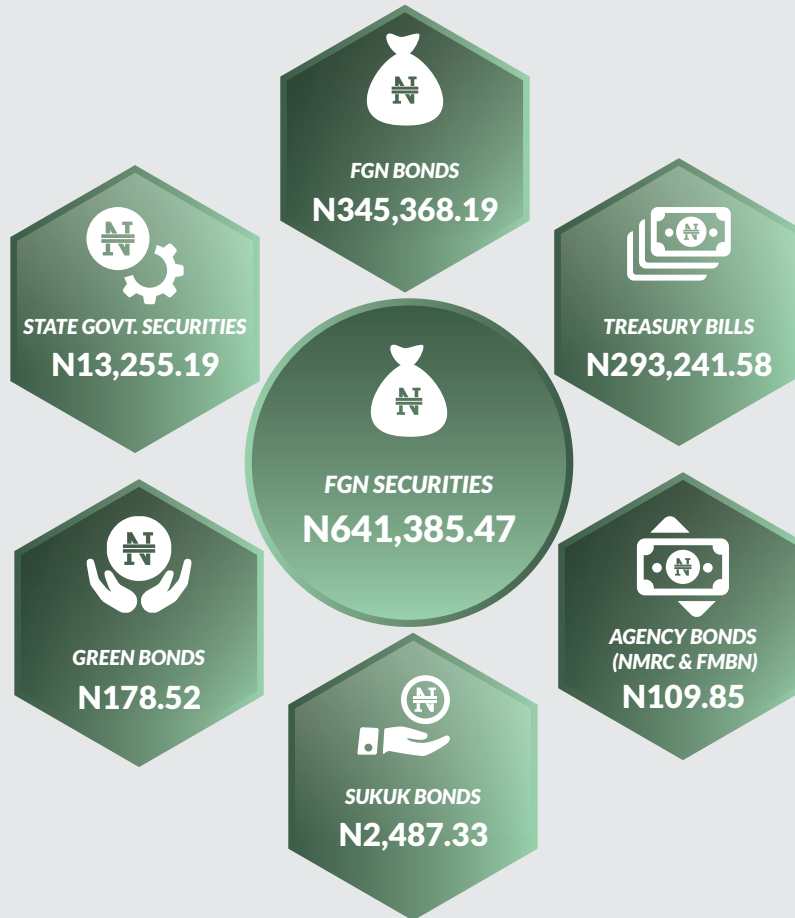 FGN BONDS
N345,368.19
STATE GOVT. SECURITIES
N13,255.19
TREASURY BILLS
N293,241.58
FGN SECURITIES
N641,385.47
GREEN BONDS
N178.52
AGENCY BONDS
(NMRC & FMBN)
N109.85
SUKUK BONDS
N2,487.33